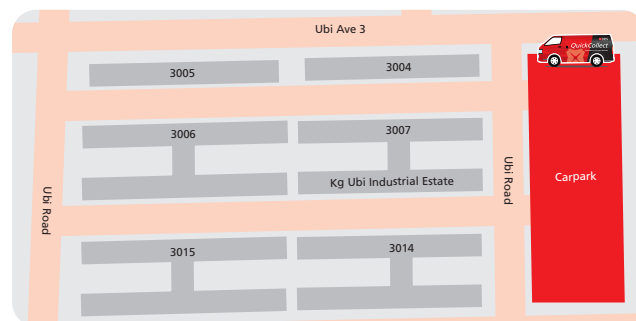 Ubi Ave 3
QuickCollect
3005
3004
3006
3007
Kg Ubi Industrial Estate
Carpark
Ubi Road
Ubi Road
3015
3014